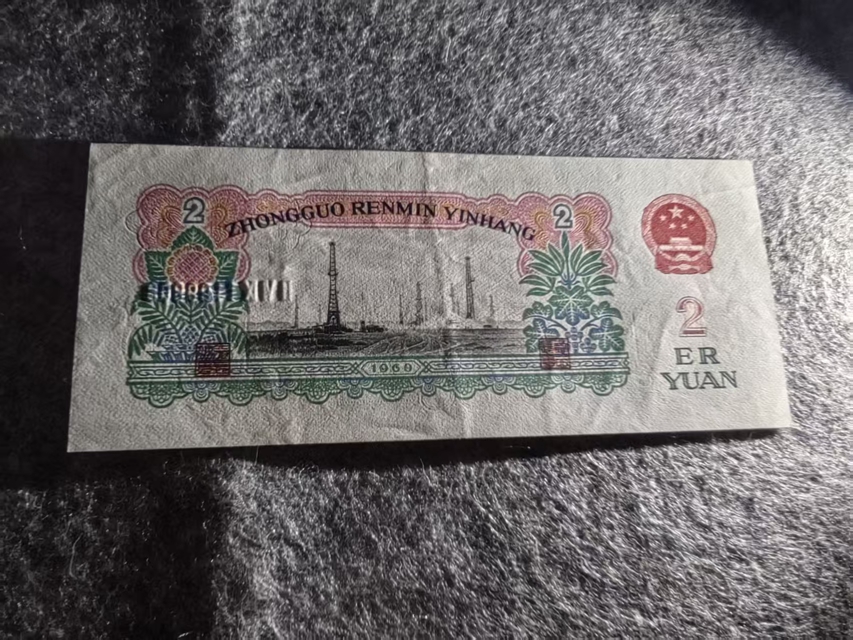 2
ZHONGGUO RENMIN YINHANG
2
1960
2
ER
YUAN